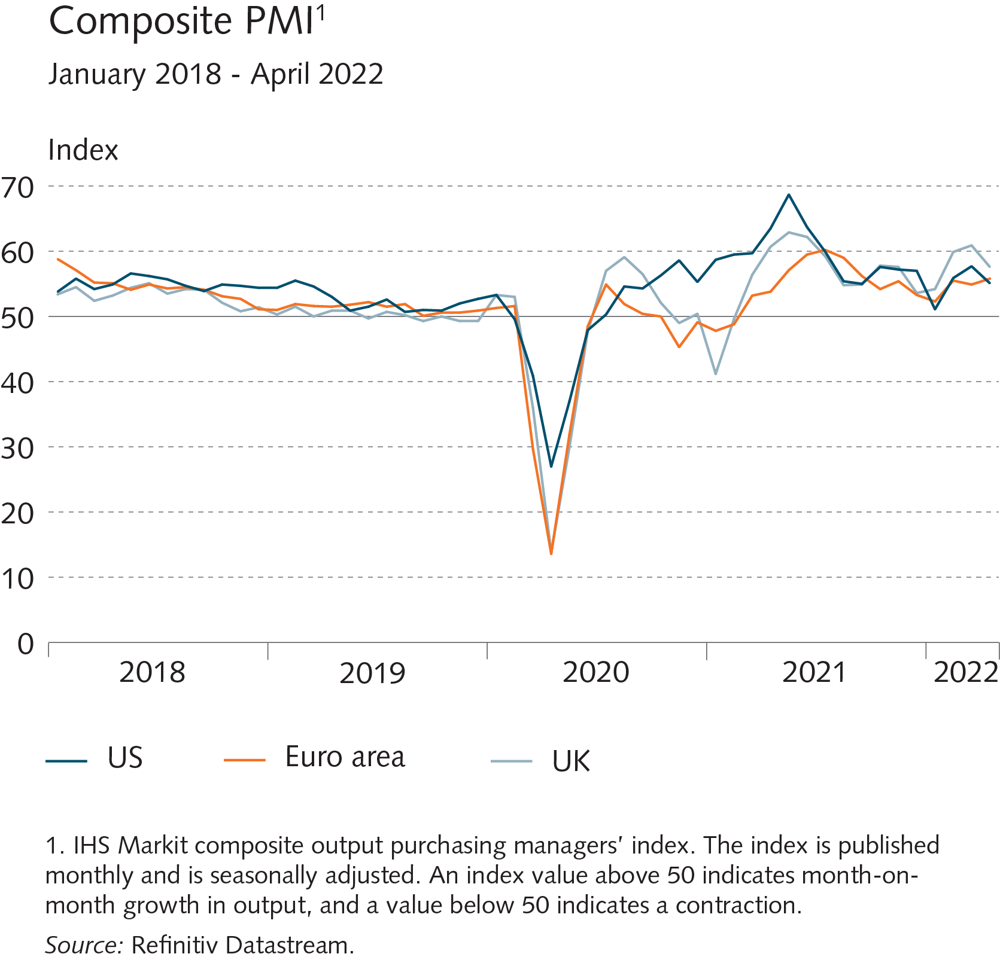 Composite PMI¹
January 2018 - April 2022
Index
70
60
50
40
30
20
10
0
2018 2019 2020 2021 2022
US Euro area UK
1. IHS Markit composite output purchasing managers’ index. The index is published
monthly and is seasonally adjusted. An index value above 50 indicates month-on-
month growth in output, and a value below 50 indicates a contraction.
Source: Refinitiv Datastream.